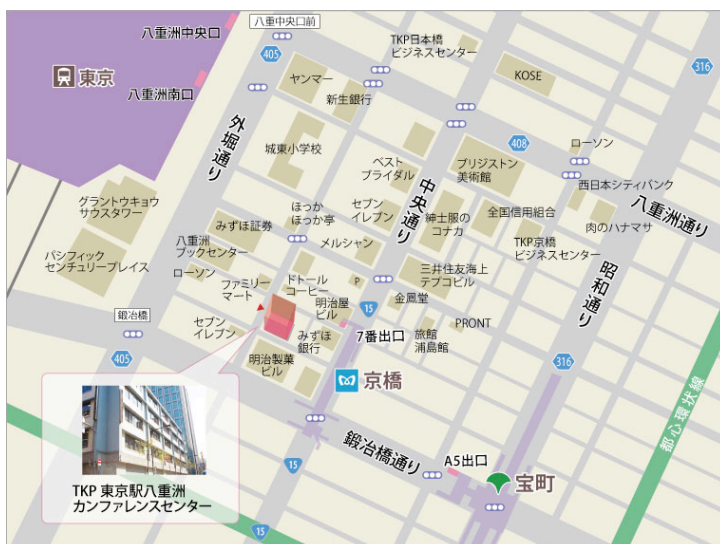 八重洲中央口
八重中央口前
TKP日本橋
ビジネスセンター
405
316
東京
ヤンマー
KOSE
八重洲南口
新生銀行
外堀通り
408
ローソン
城東小学校
ベスト
ブライダル
中央通り
ブリジストン
美術館
西日本シティバンク
八重洲通り
グラントウキョウ
サウスタワー
ほっか
ほっか亭
セブン
イレブン
紳士服の
コナカ
全国信用組合
肉のハナマサ
みずほ証券
TKP京橋
ビジネスセンター
メルシャン
昭和通り
八重洲
ブックセンター
パシフィック
センチュリープレイス
ローソン
ドトール
コーヒー
P
三井住友海上
テプコビル
ファミリー
マート
15
金鳳堂
鍛冶橋
明治屋
ビル
セブン
イレブン
7番出口
PRONT
みずほ
銀行
旅館
浦島館
405
明治製菓
ビル
316
京橋
都心環状線
鍛冶橋通り
A5出口
15
宝町
TKP 東京駅八重洲
カンファレンスセンター
15